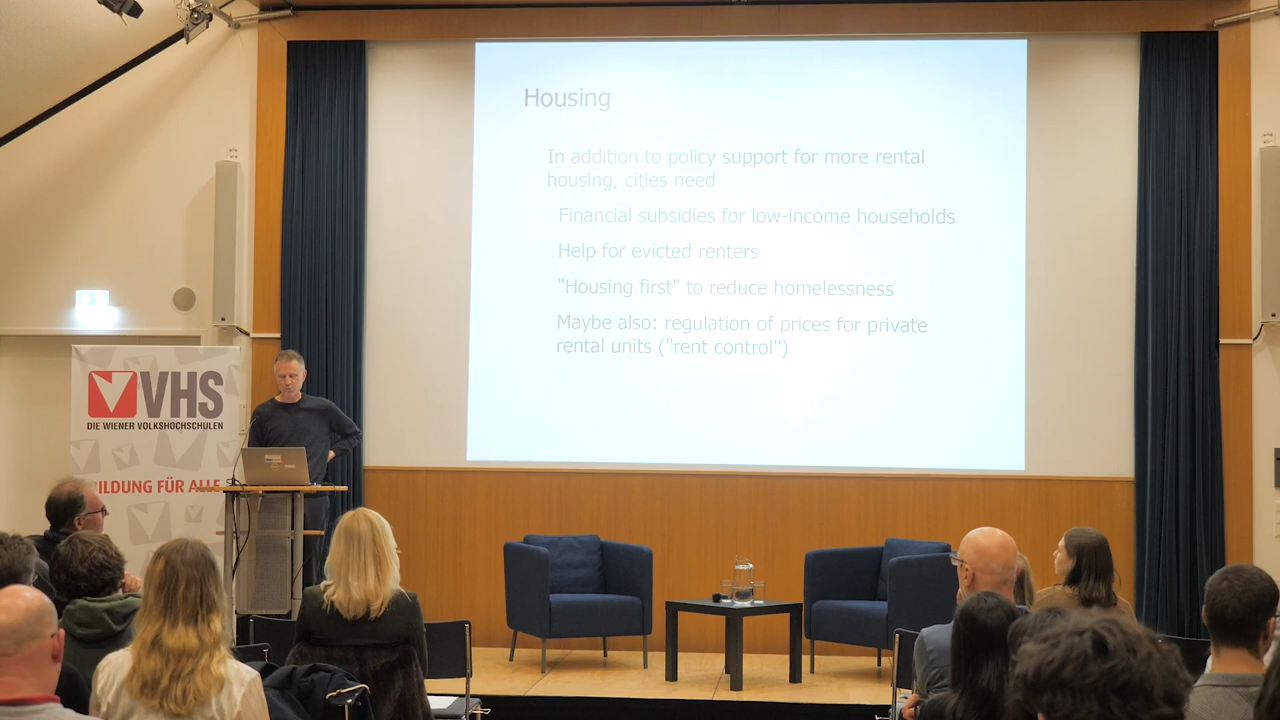 Housing
In addition to policy support for more rental
housing, cities need
Financial subsidies for low-income households
Help for evicted renters
"Housing first" to reduce homelessness
Maybe also: regulation of prices for private
rental units ("rent control")
VHS
DIE WIENER VOLKSHOCHSCHULEN
BILDUNG FÜR ALLE